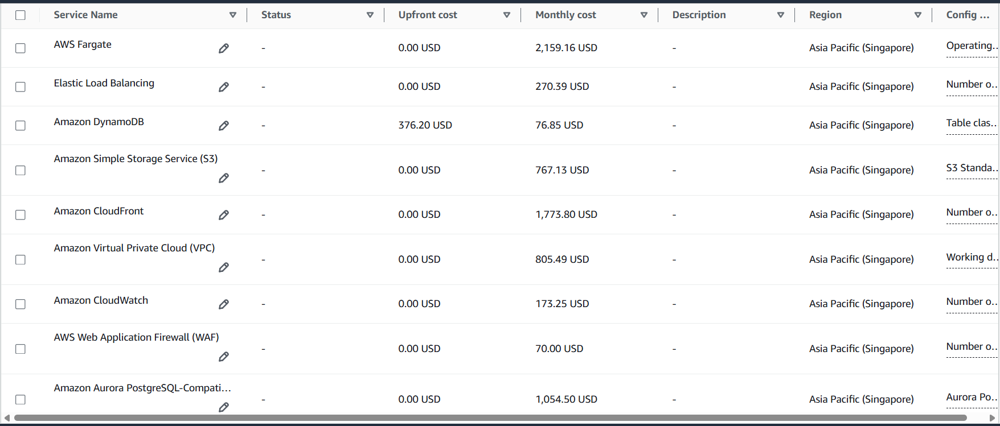 Service Name Status Upfront cost Monthly cost Description Region Config ...
AWS Fargate - 0.00 USD 2,159.16 USD - Asia Pacific (Singapore) Operating...
Elastic Load Balancing - 0.00 USD 270.39 USD - Asia Pacific (Singapore) Number o...
Amazon DynamoDB - 376.20 USD 76.85 USD - Asia Pacific (Singapore) Table clas...
Amazon Simple Storage Service (S3) - 0.00 USD 767.13 USD - Asia Pacific (Singapore) S3 Standa...
Amazon CloudFront - 0.00 USD 1,773.80 USD - Asia Pacific (Singapore) Number o...
Amazon Virtual Private Cloud (VPC) - 0.00 USD 805.49 USD - Asia Pacific (Singapore) Working d...
Amazon CloudWatch - 0.00 USD 173.25 USD - Asia Pacific (Singapore) Number o...
AWS Web Application Firewall (WAF) - 0.00 USD 70.00 USD - Asia Pacific (Singapore) Number o...
Amazon Aurora PostgreSQL-Compati... - 0.00 USD 1,054.50 USD - Asia Pacific (Singapore) Aurora Po...